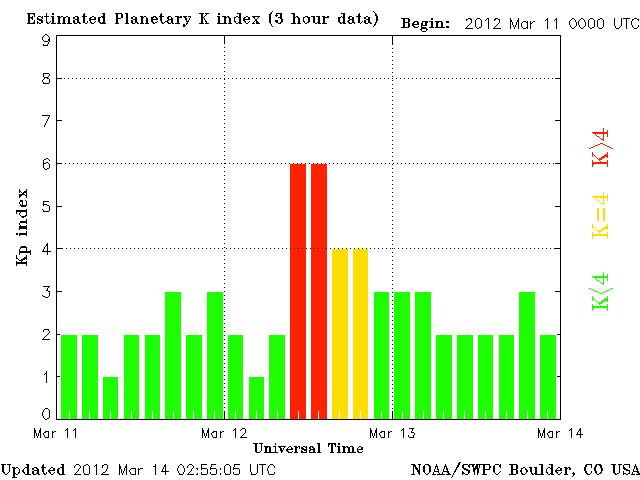 Estimated Planetary K index (3 hour data) Begin: 2012 Mar 11 0000 UTC
9
8
7
6
5
4
3
2
1
0
Kp index
K>4
K=4
K<4
Mar 11 Mar 12 Mar 13 Mar 14
Universal Time
Updated 2012 Mar 14 02:55:05 UTC NOAA/SWPC Boulder, CO USA